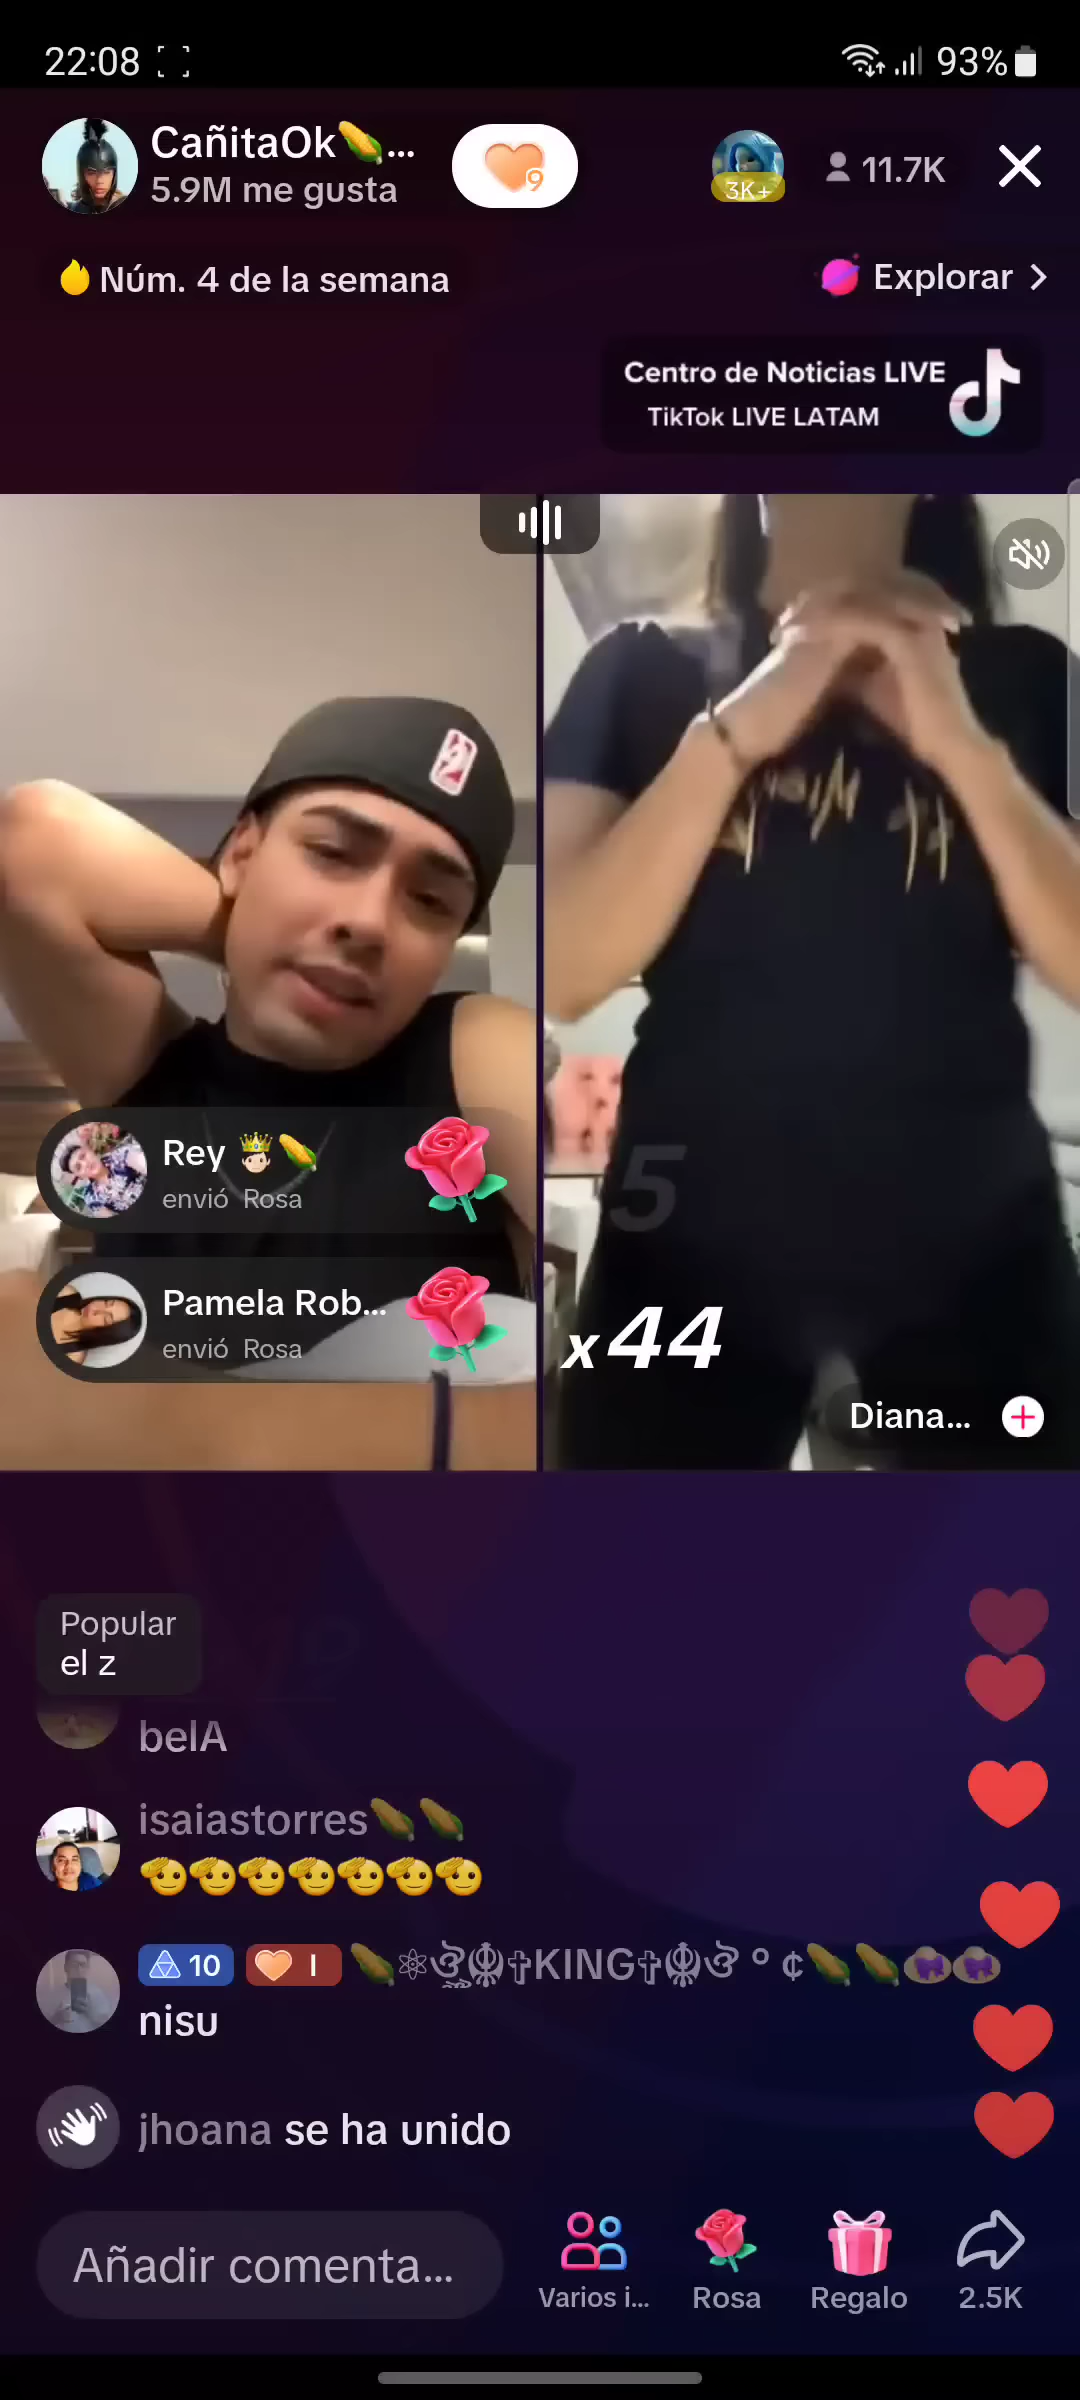 22:08
93%
CañitaOk🌽...
5.9M me gusta
9
3K+
11.7K
Núm. 4 de la semana
Explorar >
Centro de Noticias LIVE
TikTok LIVE LATAM
Rey 🤴🏻🌽
envió Rosa
5
Pamela Rob...
envió Rosa
x44
Diana...
Popular
el z
belA
isaiastorres🌽🌽
🫡🫡🫡🫡🫡🫡🫡
10 I 🌽⚛ঔৣ☬✞KING✞☬ঔ ° ¢🌽🌽👒👒
nisu
jhoana se ha unido
Añadir comenta...
Varios i...
Rosa
Regalo
2.5K